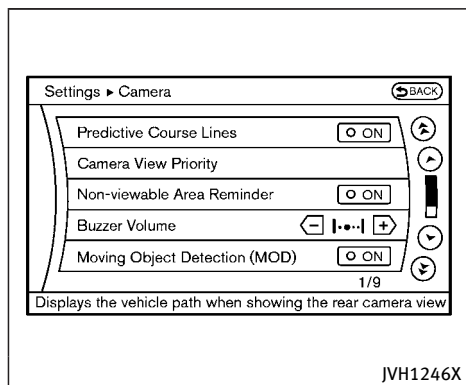 Settings ▸ Camera
BACK
Predictive Course Lines ON
Camera View Priority
Non-viewable Area Reminder ON
Buzzer Volume − +
Moving Object Detection (MOD) ON
1/9
Displays the vehicle path when showing the rear camera view
JVH1246X